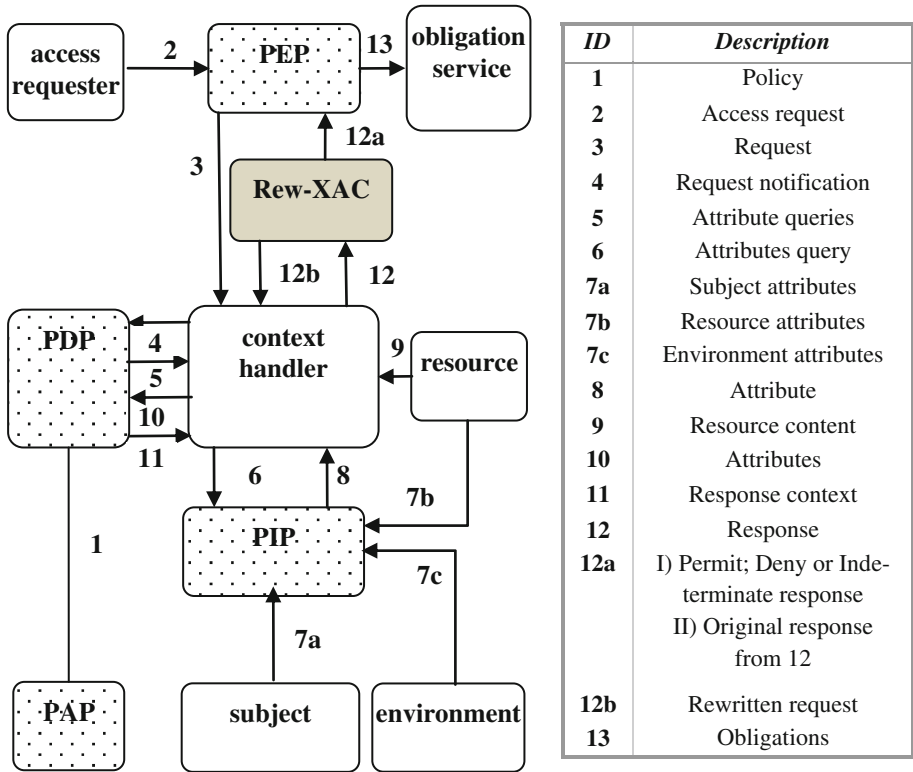 access
requester
2
PEP
13
obligation
service
12a
3
Rew-XAC
12b
12
PDP
4
5
10
11
context
handler
9
resource
6
8
7b
1
PIP
7c
7a
PAP
subject
environment
ID Description
1 Policy
2 Access request
3 Request
4 Request notification
5 Attribute queries
6 Attributes query
7a Subject attributes
7b Resource attributes
7c Environment attributes
8 Attribute
9 Resource content
10 Attributes
11 Response context
12 Response
12a I) Permit; Deny or Inde-
terminate response
II) Original response
from 12
12b Rewritten request
13 Obligations